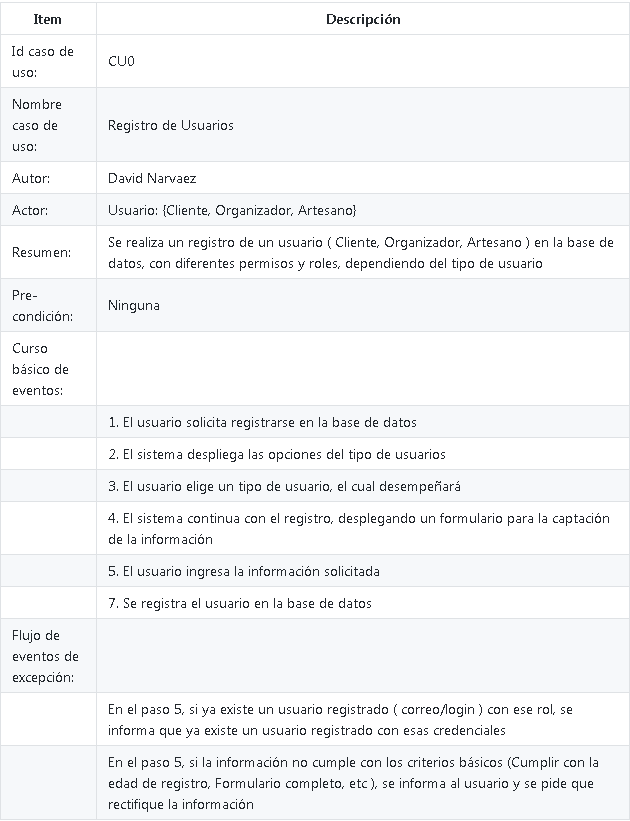 Item Descripción
Id caso de
uso:
CU0
Nombre
caso de
uso:
Registro de Usuarios
Autor:
David Narvaez
Actor:
Usuario: {Cliente, Organizador, Artesano}
Resumen:
Se realiza un registro de un usuario ( Cliente, Organizador, Artesano ) en la base de
datos, con diferentes permisos y roles, dependiendo del tipo de usuario
Pre-
condición:
Ninguna
Curso
básico de
eventos:
1. El usuario solicita registrarse en la base de datos
2. El sistema despliega las opciones del tipo de usuarios
3. El usuario elige un tipo de usuario, el cual desempeñará
4. El sistema continua con el registro, desplegando un formulario para la captación
de la información
5. El usuario ingresa la información solicitada
7. Se registra el usuario en la base de datos
Flujo de
eventos de
excepción:
En el paso 5, si ya existe un usuario registrado ( correo/login ) con ese rol, se
informa que ya existe un usuario registrado con esas credenciales
En el paso 5, si la información no cumple con los criterios básicos (Cumplir con la
edad de registro, Formulario completo, etc ), se informa al usuario y se pide que
rectifique la información